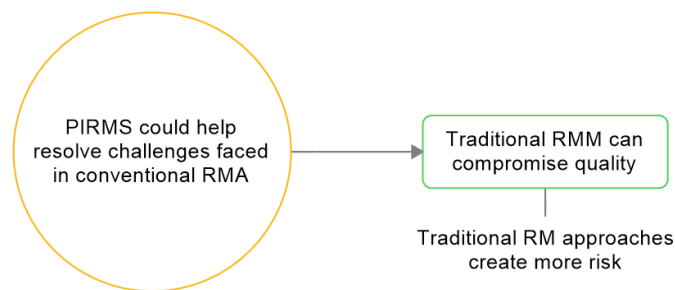 PIRMS could help
resolve challenges faced
in conventional RMA
Traditional RMM can
compromise quality
Traditional RM approaches
create more risk